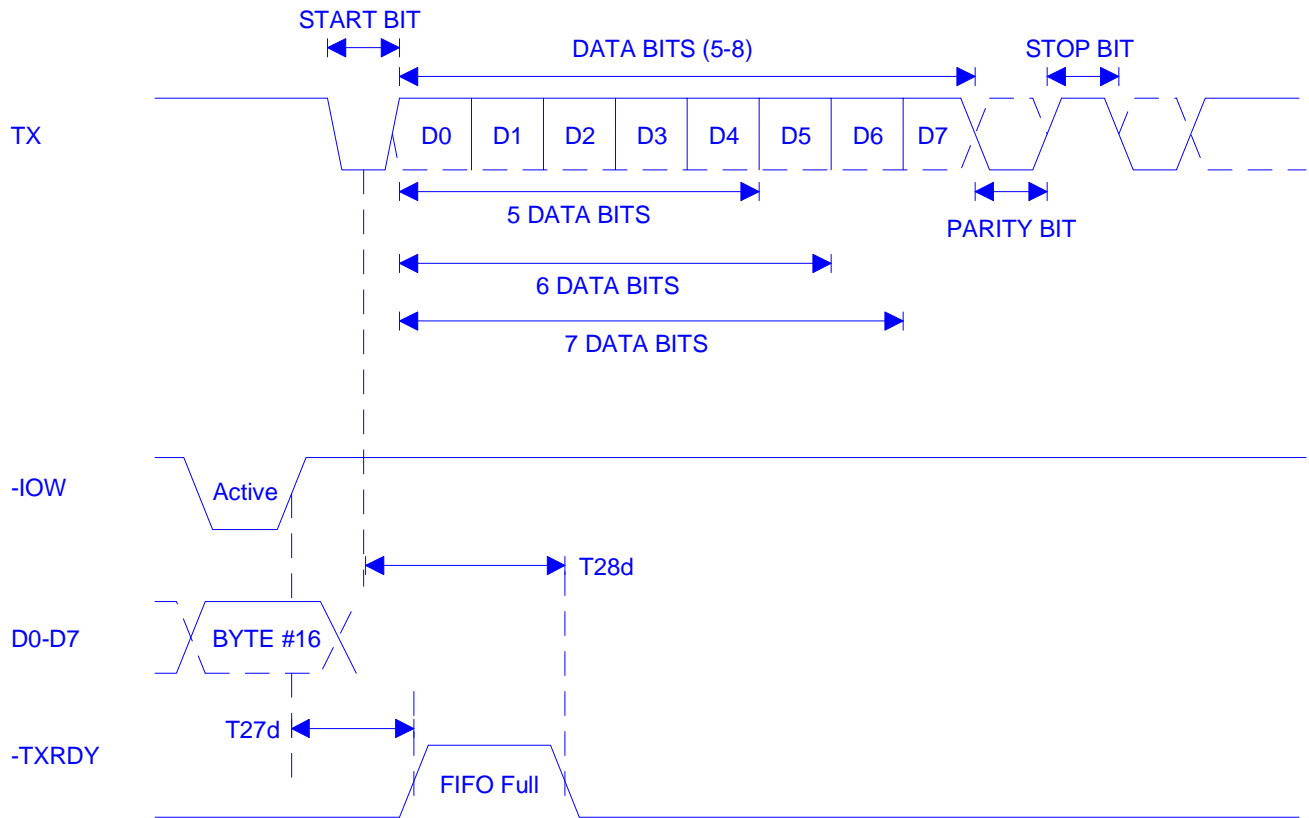 START BIT
DATA BITS (5-8)
STOP BIT
TX
D0 D1 D2 D3 D4 D5 D6 D7
5 DATA BITS
PARITY BIT
6 DATA BITS
7 DATA BITS
-IOW
Active
T28d
D0-D7
BYTE #16
T27d
-TXRDY
FIFO Full